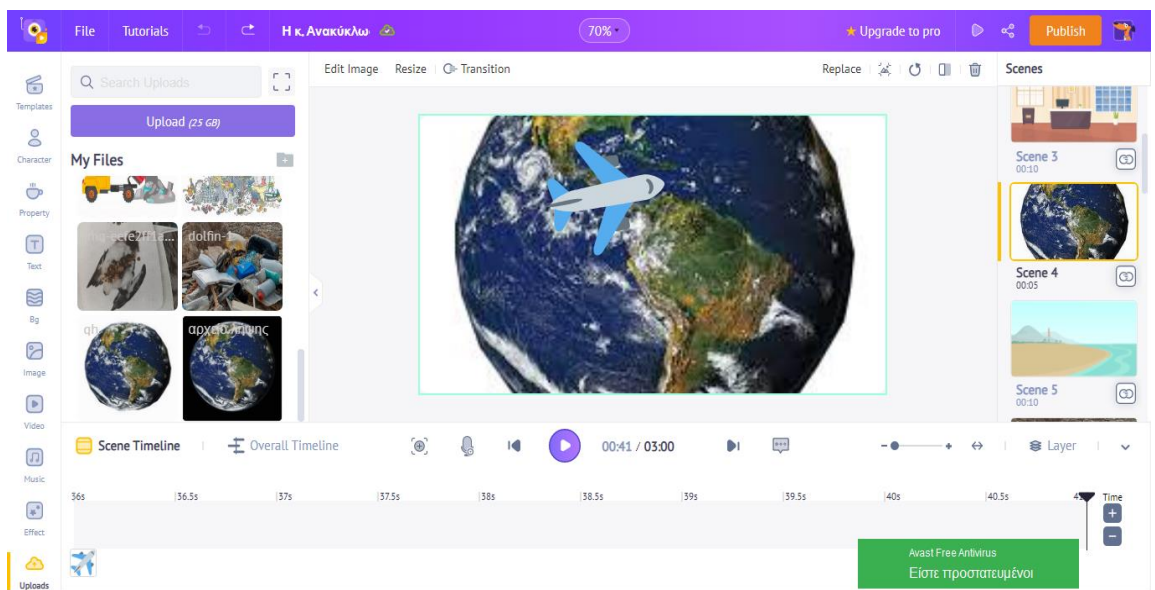 File Tutorials Η κ. Ανακύκλω 70% Upgrade to pro Publish
Edit Image Resize Transition Replace
Templates
Character
Property
Text
Bg
Image
Video
Music
Effect
Uploads
Search Uploads
Upload (25 GB)
My Files
dolfin-1
αρχείο λήψης
Scenes
Scene 3
00:10
Scene 4
00:05
Scene 5
00:10
Scene Timeline Overall Timeline 00:41 / 03:00 Layer
36s 36.5s 37s 37.5s 38s 38.5s 39s 39.5s 40s 40.5s Time
Avast Free Antivirus
Είστε προστατευμένοι